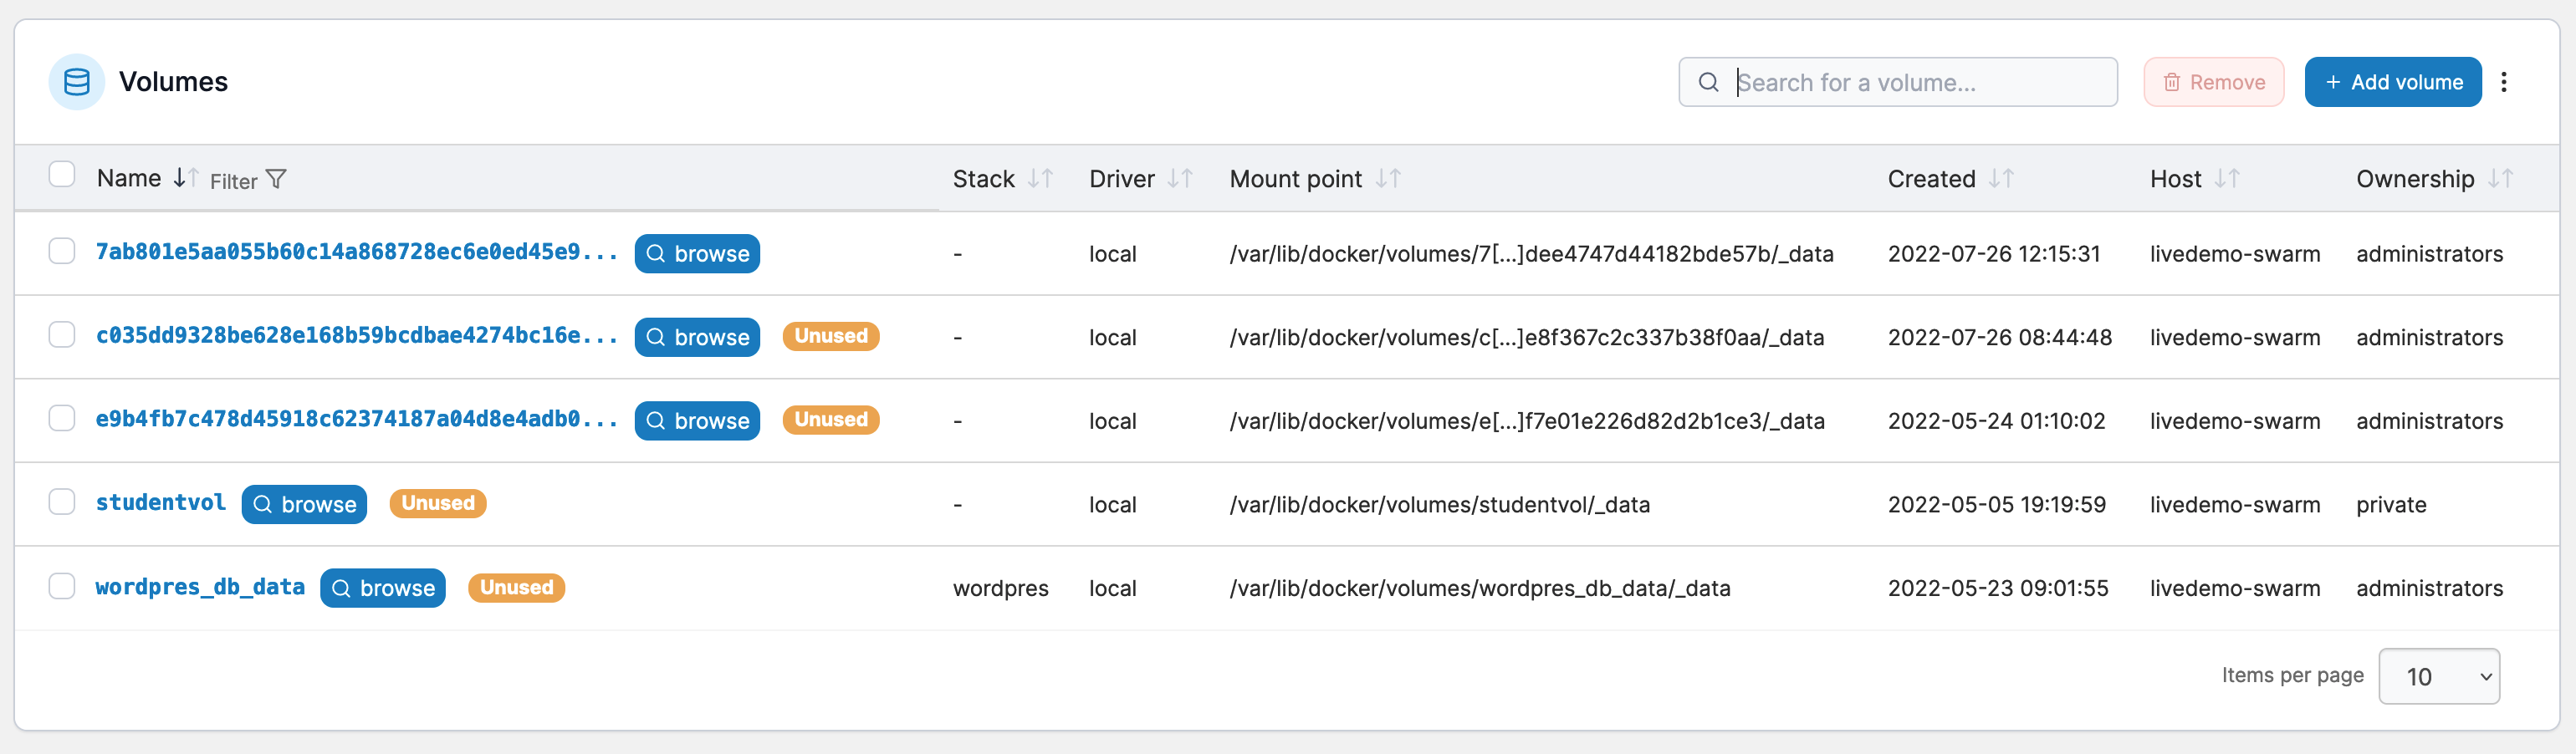 Volumes
Search for a volume...
Remove
+ Add volume
Name Filter Stack Driver Mount point Created Host Ownership
7ab801e5aa055b60c14a868728ec6e0ed45e9... browse - local /var/lib/docker/volumes/7[...]dee4747d44182bde57b/_data 2022-07-26 12:15:31 livedemo-swarm administrators
c035dd9328be628e168b59bcdbae4274bc16e... browse Unused - local /var/lib/docker/volumes/c[...]e8f367c2c337b38f0aa/_data 2022-07-26 08:44:48 livedemo-swarm administrators
e9b4fb7c478d45918c62374187a04d8e4adb0... browse Unused - local /var/lib/docker/volumes/e[...]f7e01e226d82d2b1ce3/_data 2022-05-24 01:10:02 livedemo-swarm administrators
studentvol browse Unused - local /var/lib/docker/volumes/studentvol/_data 2022-05-05 19:19:59 livedemo-swarm private
wordpres_db_data browse Unused wordpres local /var/lib/docker/volumes/wordpres_db_data/_data 2022-05-23 09:01:55 livedemo-swarm administrators
Items per page 10